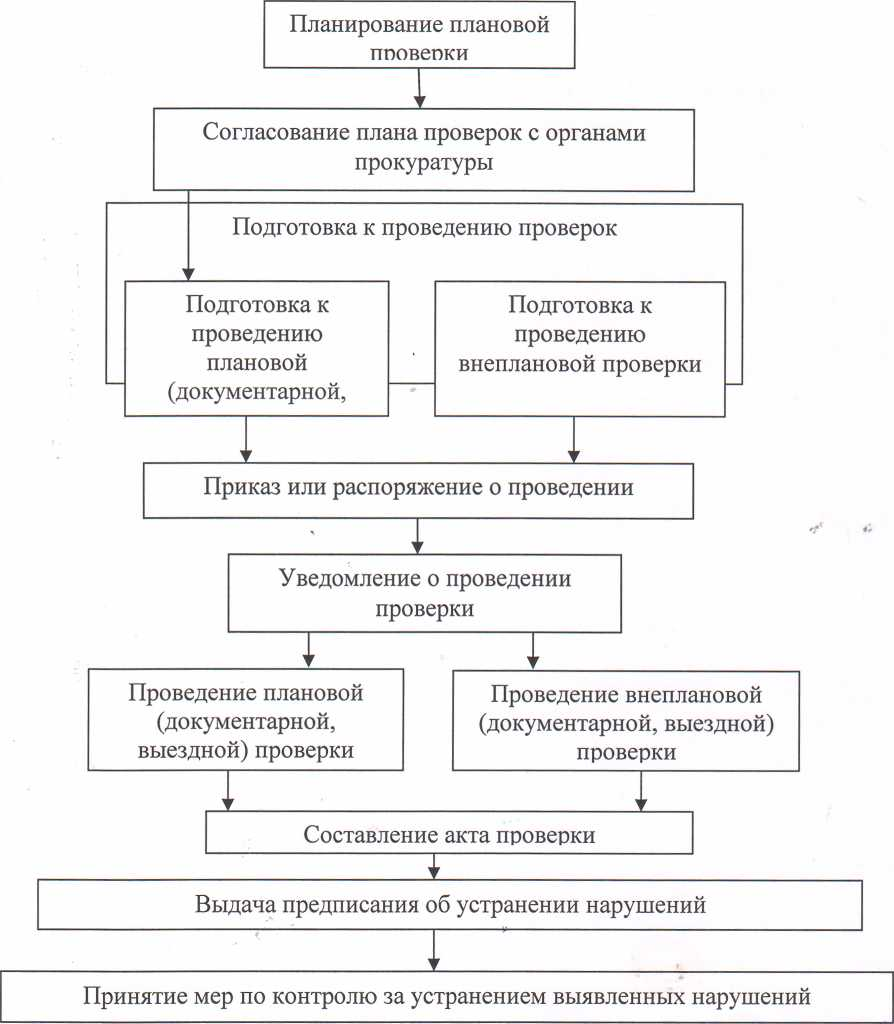 Планирование плановой
проверки
Согласование плана проверок с органами
прокуратуры
Подготовка к проведению проверок
Подготовка к
проведению
плановой
(документарной,
Подготовка к
проведению
внеплановой проверки
Приказ или распоряжение о проведении
Уведомление о проведении
проверки
Проведение плановой
(документарной,
выездной) проверки
Проведение внеплановой
(документарной, выездной)
проверки
Составление акта проверки
Выдача предписания об устранении нарушений
Принятие мер по контролю за устранением выявленных нарушений